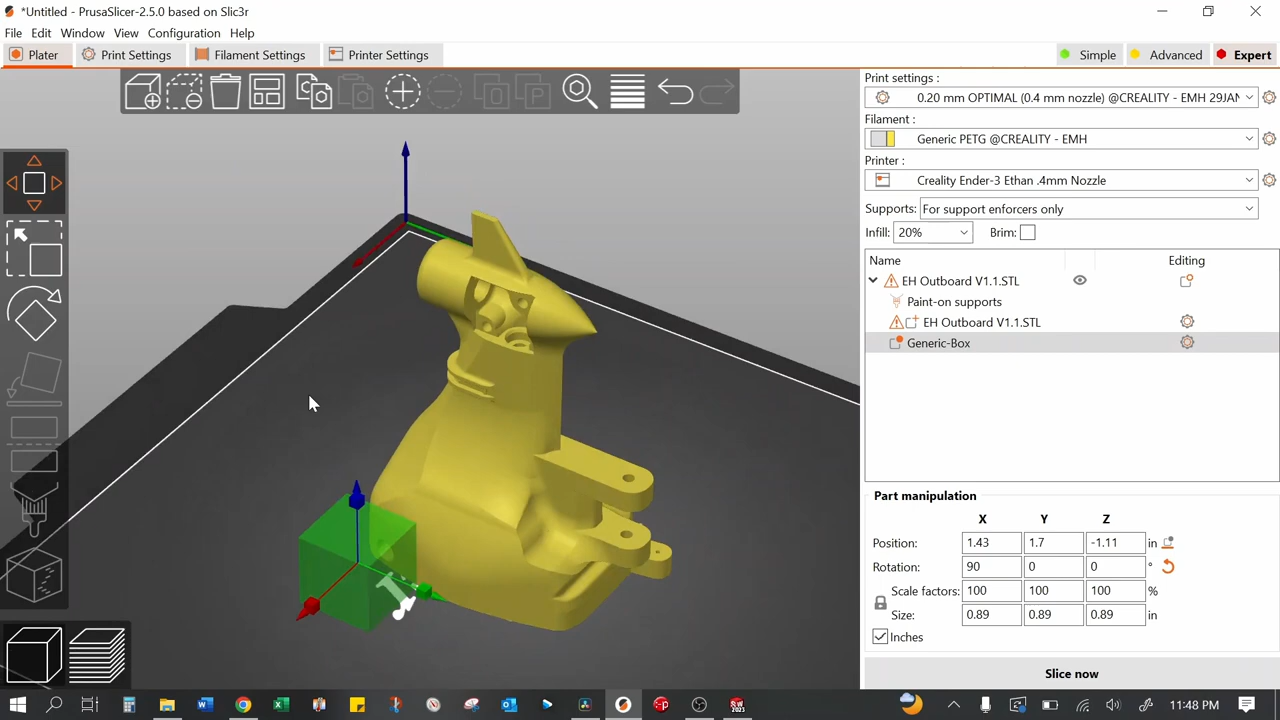 *Untitled - PrusaSlicer-2.5.0 based on Slic3r
File Edit Window View Configuration Help
Plater Print Settings Filament Settings Printer Settings Simple Advanced Expert
Print settings :
0.20 mm OPTIMAL (0.4 mm nozzle) @CREALITY - EMH 29JAN
Filament :
Generic PETG @CREALITY - EMH
Printer :
Creality Ender-3 Ethan .4mm Nozzle
Supports: For support enforcers only
Infill: 20% Brim:
Name Editing
EH Outboard V1.1.STL
Paint-on supports
EH Outboard V1.1.STL
Generic-Box
Part manipulation
X Y Z
Position: 1.43 1.7 -1.11 in
Rotation: 90 0 0 °
Scale factors: 100 100 100 %
Size: 0.89 0.89 0.89 in
Inches
Slice now
11:48 PM